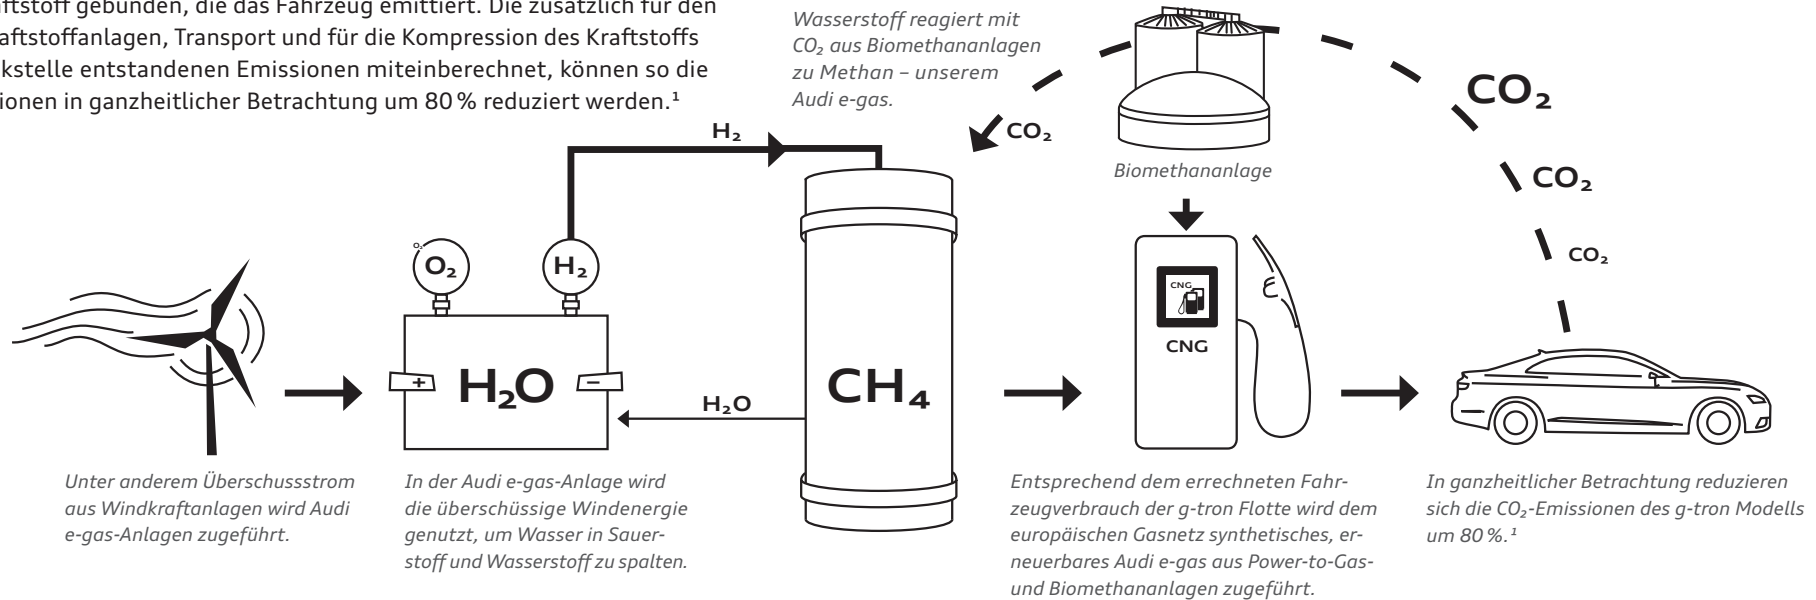 aftstoff gebunden, die das Fahrzeug emittiert. Die zusätzlich für den
aftstoffanlagen, Transport und für die Kompression des Kraftstoffs
kstelle entstandenen Emissionen miteinberechnet, können so die
ionen in ganzheitlicher Betrachtung um 80 % reduziert werden.¹
Wasserstoff reagiert mit
CO₂ aus Biomethananlagen
zu Methan – unserem
Audi e-gas.
CO₂
CO₂
H₂
Biomethananlage
CO₂
CO₂
O₂
O₂
H₂
CNG
CNG
+
H₂O
–
H₂O
CH₄
Unter anderem Überschussstrom
aus Windkraftanlagen wird Audi
e-gas-Anlagen zugeführt.
In der Audi e-gas-Anlage wird
die überschüssige Windenergie
genutzt, um Wasser in Sauer-
stoff und Wasserstoff zu spalten.
Entsprechend dem errechneten Fahr-
zeugverbrauch der g-tron Flotte wird dem
europäischen Gasnetz synthetisches, er-
neuerbares Audi e-gas aus Power-to-Gas-
und Biomethananlagen zugeführt.
In ganzheitlicher Betrachtung reduzieren
sich die CO₂-Emissionen des g-tron Modells
um 80 %.¹